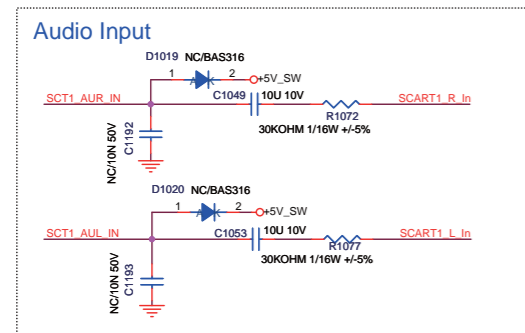 Audio Input
D1019 NC/BAS316
1 2 +5V_SW
SCT1_AUR_IN C1049 10U 10V SCART1_R_In
R1072
30KOHM 1/16W +/-5%
NC/10N 50V
C1192
D1020 NC/BAS316
1 2 +5V_SW
SCT1_AUL_IN C1053 10U 10V SCART1_L_In
R1077
30KOHM 1/16W +/-5%
NC/10N 50V
C1193